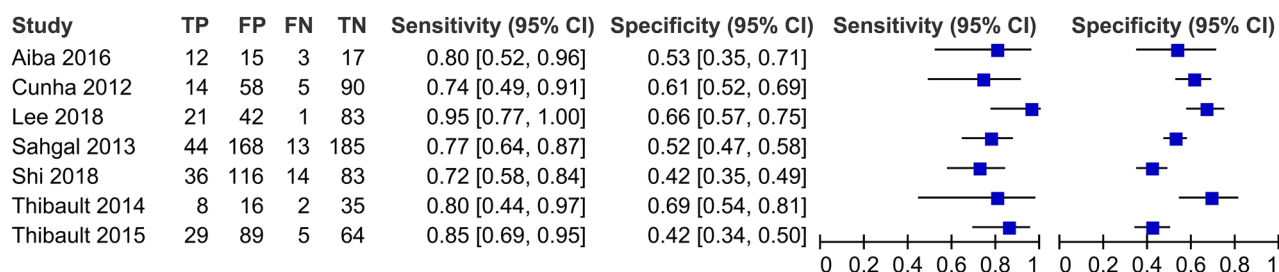 Study TP FP FN TN Sensitivity (95% CI) Specificity (95% CI) Sensitivity (95% CI) Specificity (95% CI)
Aiba 2016 12 15 3 17 0.80 [0.52, 0.96] 0.53 [0.35, 0.71]
Cunha 2012 14 58 5 90 0.74 [0.49, 0.91] 0.61 [0.52, 0.69]
Lee 2018 21 42 1 83 0.95 [0.77, 1.00] 0.66 [0.57, 0.75]
Sahgal 2013 44 168 13 185 0.77 [0.64, 0.87] 0.52 [0.47, 0.58]
Shi 2018 36 116 14 83 0.72 [0.58, 0.84] 0.42 [0.35, 0.49]
Thibault 2014 8 16 2 35 0.80 [0.44, 0.97] 0.69 [0.54, 0.81]
Thibault 2015 29 89 5 64 0.85 [0.69, 0.95] 0.42 [0.34, 0.50]
0 0.2 0.4 0.6 0.8 1 0 0.2 0.4 0.6 0.8 1